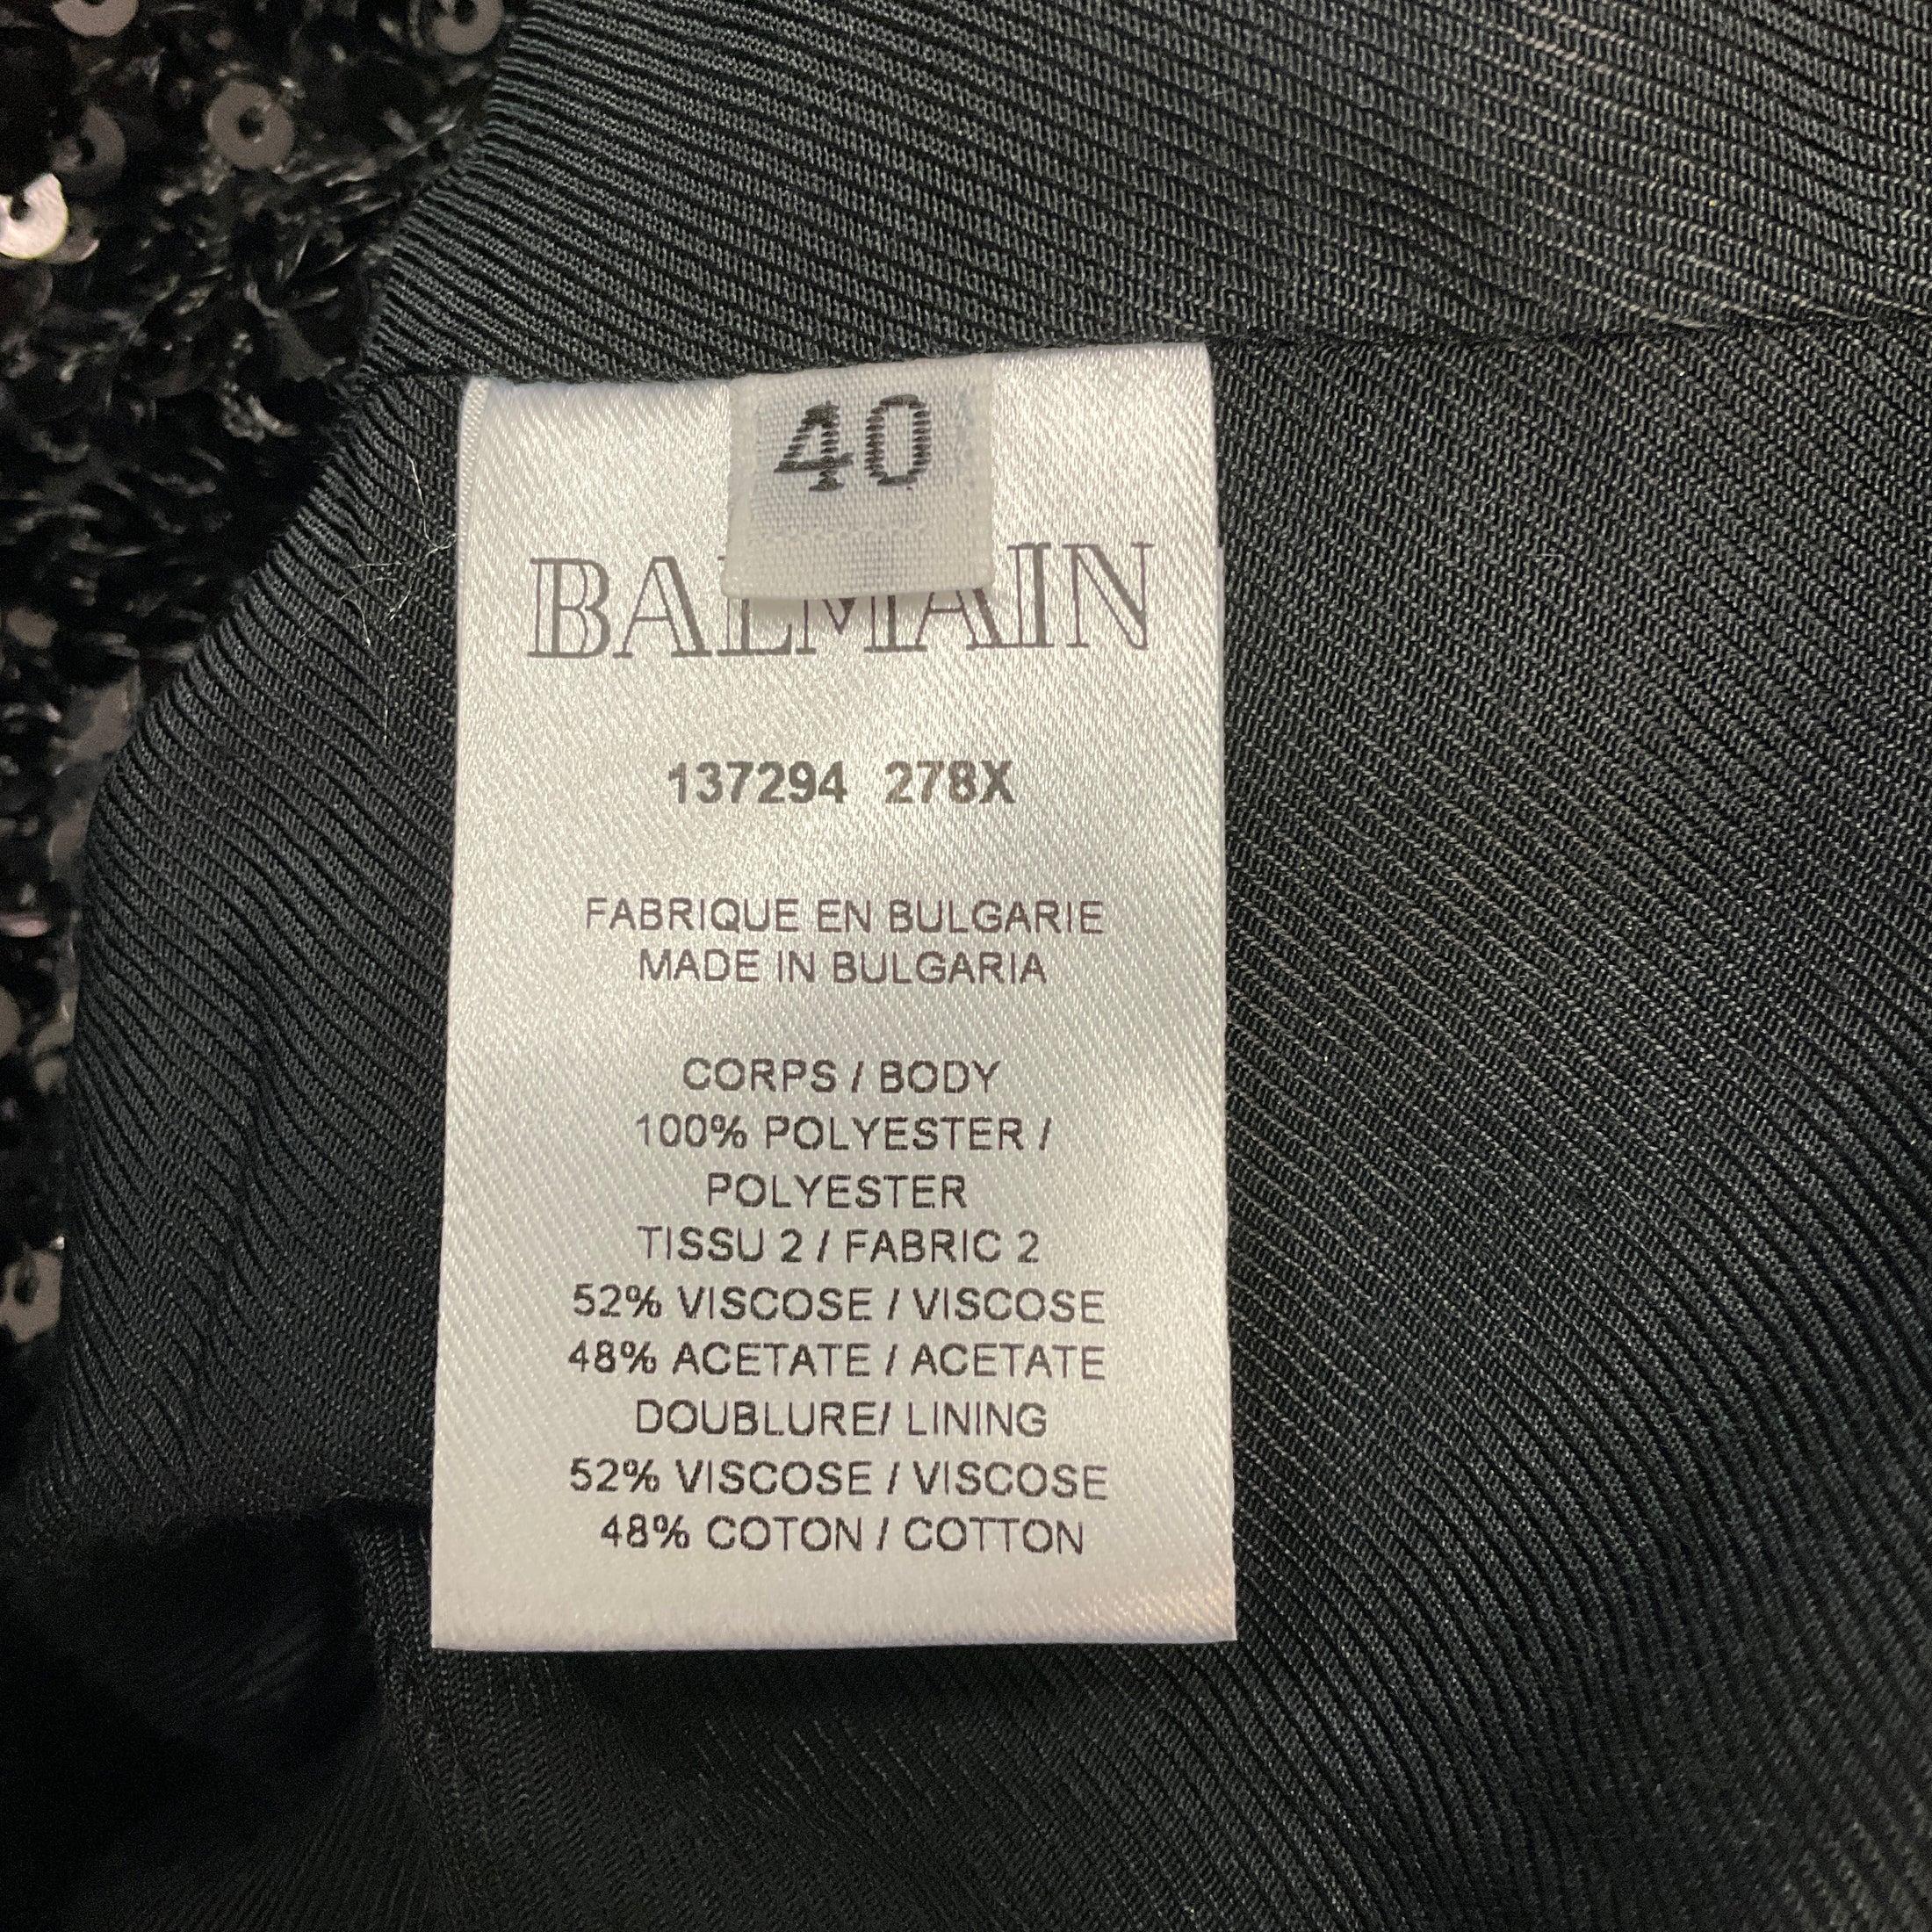 40
BALMAIN
137294 278X
FABRIQUE EN BULGARIE
MADE IN BULGARIA
CORPS / BODY
100% POLYESTER /
POLYESTER
TISSU 2 / FABRIC 2
52% VISCOSE / VISCOSE
48% ACETATE / ACETATE
DOUBLURE/ LINING
52% VISCOSE / VISCOSE
48% COTON / COTTON